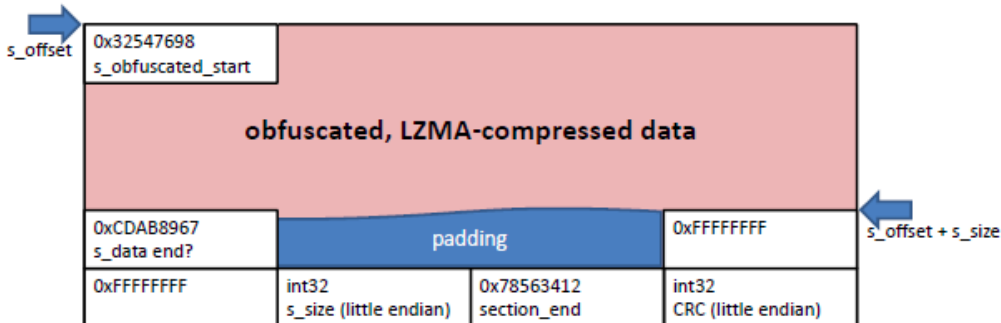 s_offset
0x32547698
s_obfuscated_start
obfuscated, LZMA-compressed data
0xCDAB8967
s_data end?
padding
0xFFFFFFFF
s_offset + s_size
0xFFFFFFFF
int32
s_size (little endian)
0x78563412
section_end
int32
CRC (little endian)